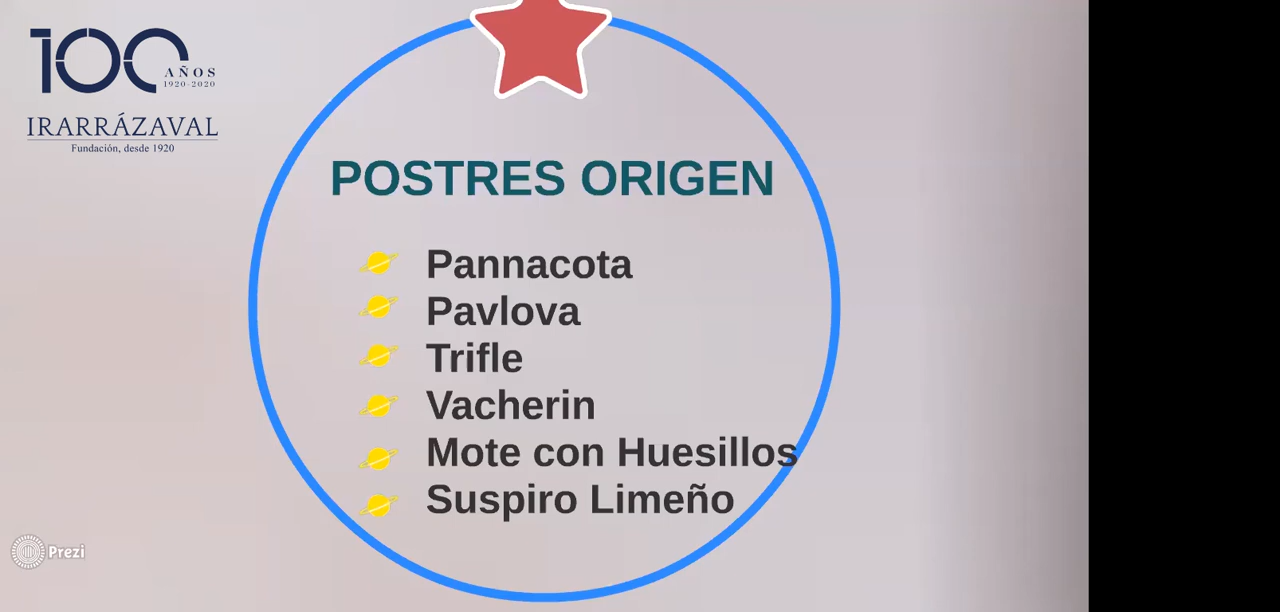 100
AÑOS
1920-2020
IRARRÁZAVAL
Fundación, desde 1920
POSTRES ORIGEN
Pannacota
Pavlova
Trifle
Vacherin
Mote con Huesillos
Suspiro Limeño
Prezi